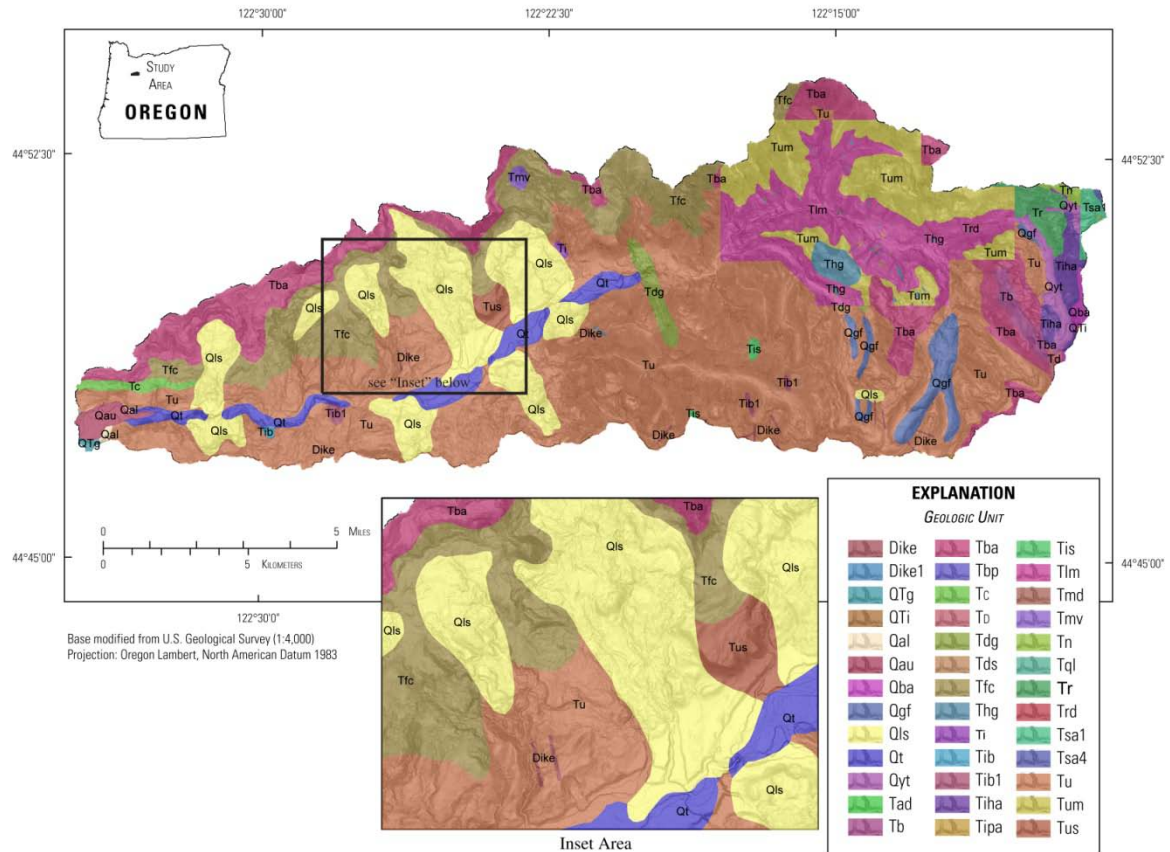 122°30'00"
122°22'30"
122°15'00"
STUDY
AREA
OREGON
44°52'30"
44°52'30"
Tfc
Tba
Tu
Tum
Tba
Tba
Tum
Tmv
Tba
Tfc
Tlm
Tn
Qyt
Tsa1
Tr
Qgf
Trd
Thg
Tum
Tum
Tu
Tiha
Ti
Qls
Qls
Qls
Qls
Tba
Thg
Qt
Tdg
Thg
Tdg
Tum
Tb
Qyt
Qba
QTi
Tiha
Tus
Qls
Dike
Qt
Qgf
Qgf
Tba
Tba
Tba
Td
Tfc
Dike
Qls
Tfc
Tis
Tu
Tu
see "Inset" below
Tc
Tu
Tib1
Qgf
Qls
Tba
Qau
Qal
Qt
Tib1
Tib1
Tis
Qls
Qgf
QTg
Qal
Qls
Tib
Qt
Tu
Qls
Dike
Dike
Dike
Dike
0
5 MILES
0
5 KILOMETERS
44°45'00"
44°45'00"
122°30'0"
Base modified from U.S. Geological Survey (1:4,000)
Projection: Oregon Lambert, North American Datum 1983
Tba
Tba
Qls
Qls
Tfc
Qls
Qls
Tus
Tfc
Tu
Qt
Dike
Qls
Qt
Inset Area
EXPLANATION
GEOLOGIC UNIT
Dike
Dike1
QTg
QTi
Qal
Qau
Qba
Qgf
Qls
Qt
Qyt
Tad
Tb
Tba
Tbp
Tc
TD
Tdg
Tds
Tfc
Thg
Ti
Tib
Tib1
Tiha
Tipa
Tis
Tlm
Tmd
Tmv
Tn
Tql
Tr
Trd
Tsa1
Tsa4
Tu
Tum
Tus